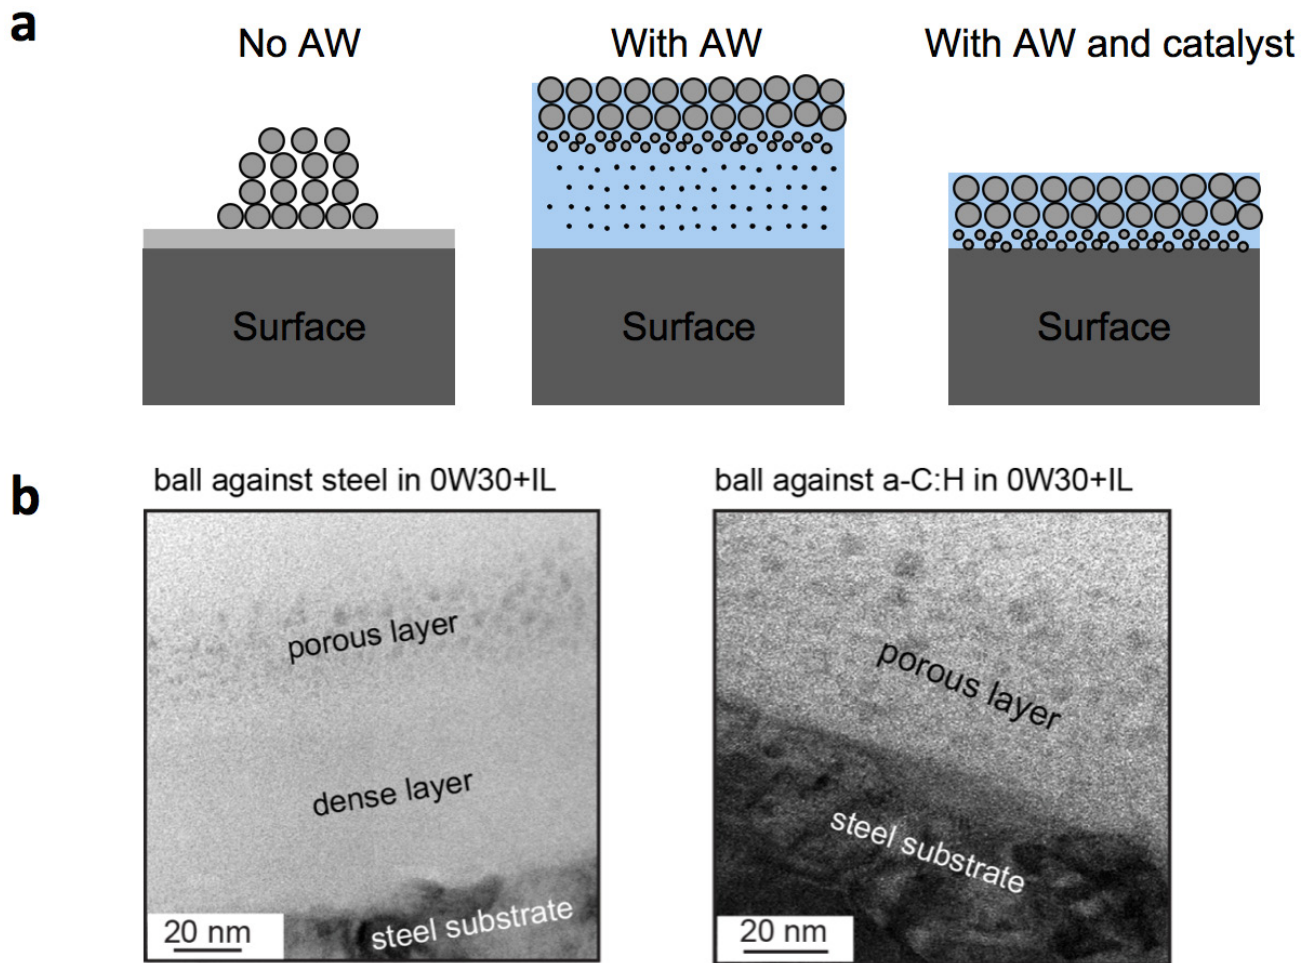 a
No AW
With AW
With AW and catalyst
Surface
Surface
Surface
b
ball against steel in 0W30+IL
ball against a-C:H in 0W30+IL
porous layer
dense layer
steel substrate
20 nm
porous layer
steel substrate
20 nm